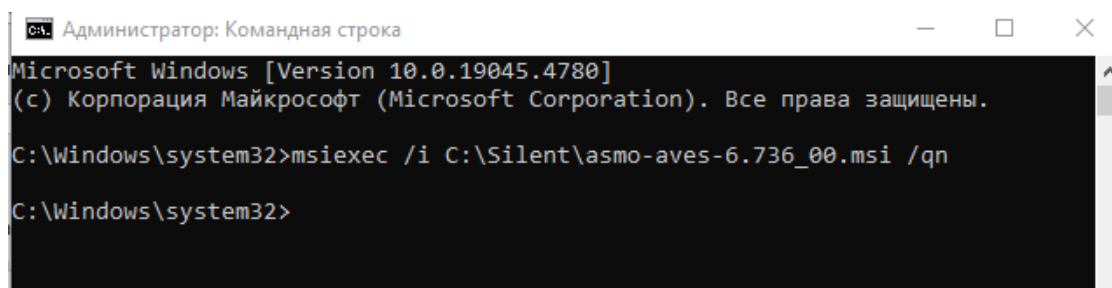 Администратор: Командная строка
Microsoft Windows [Version 10.0.19045.4780]
(c) Корпорация Майкрософт (Microsoft Corporation). Все права защищены.
C:\Windows\system32>msiexec /i C:\Silent\asmo-aves-6.736_00.msi /qn
C:\Windows\system32>